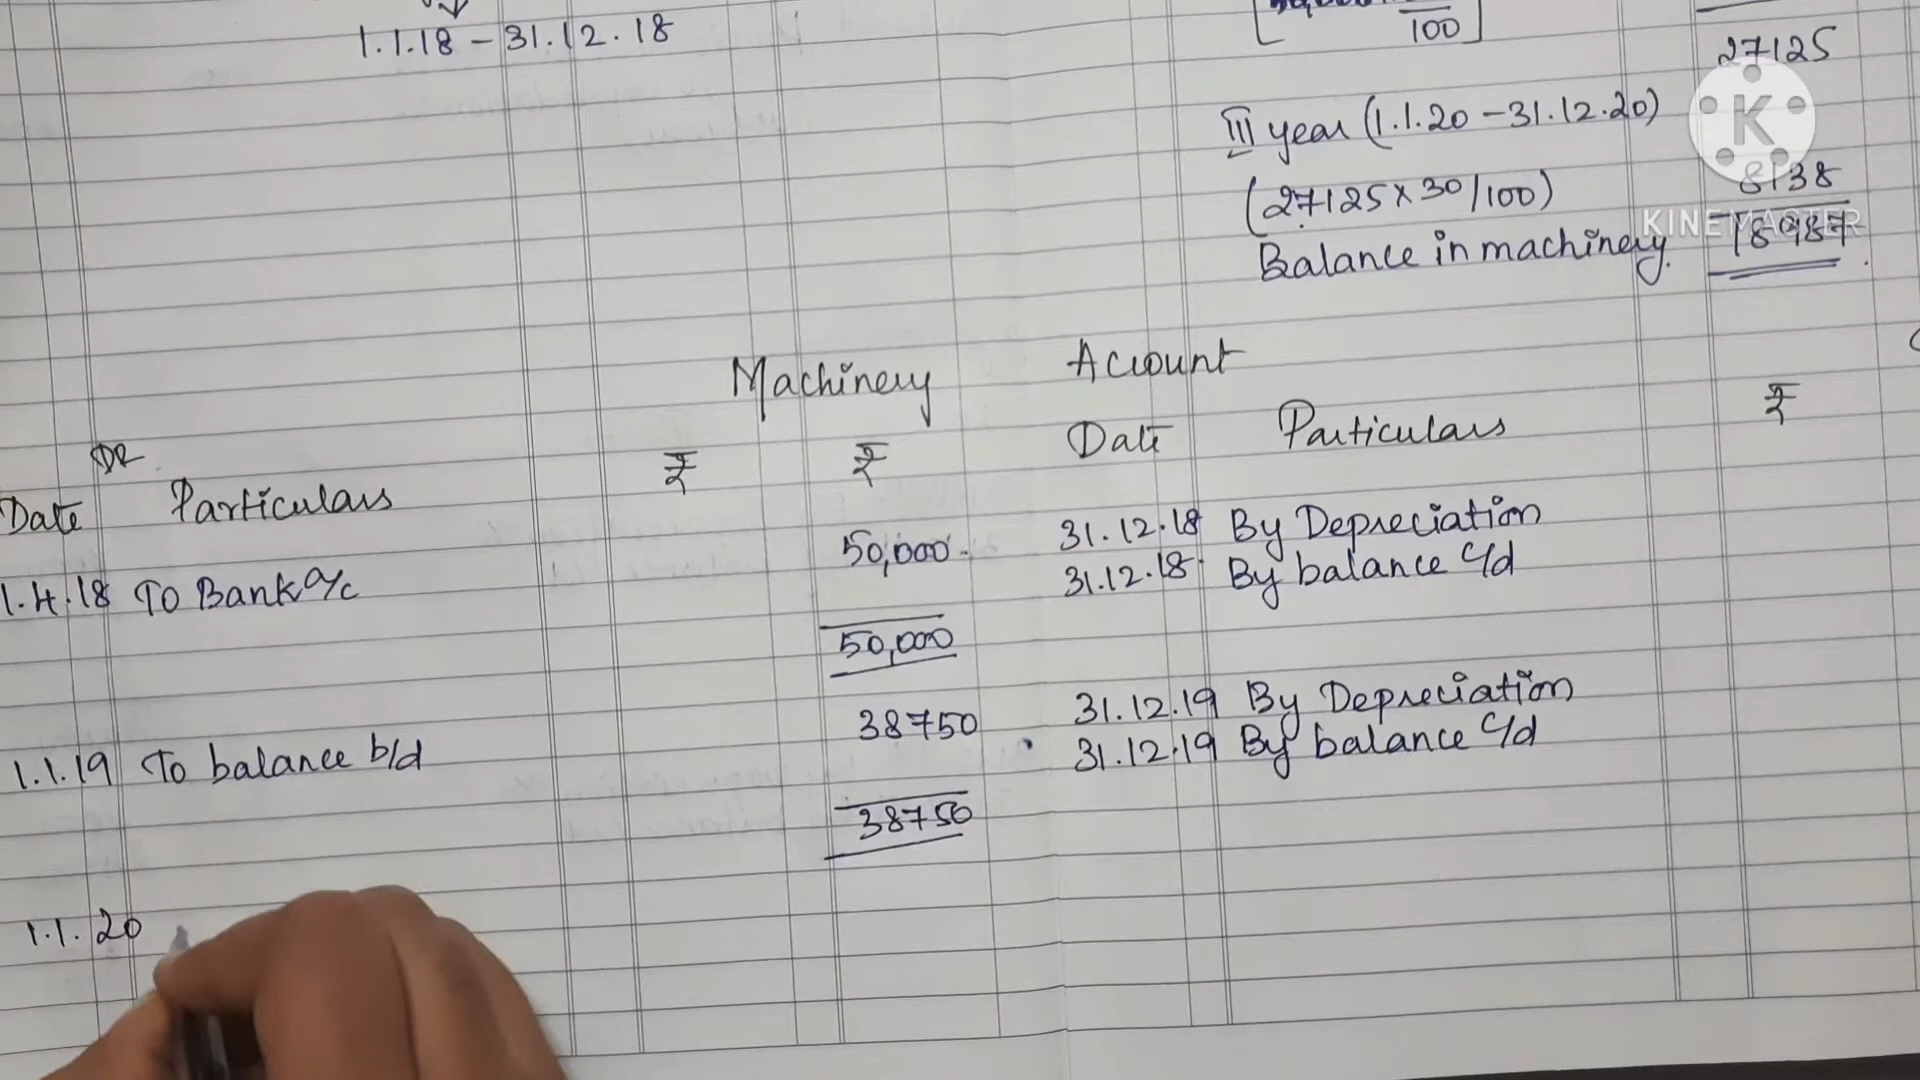 1.1.18 - 31.12.18
100
27125
III year (1.1.20 - 31.12.20)
K
8138
(27125 x 30/100)
KINEMASTER
Balance in machinery. 18987
Machinery Account
DR
Date Particulars ₹ ₹ Date Particulars ₹
1.4.18 To Bank a/c 50,000 31.12.18 By Depreciation
31.12.18 By balance c/d
50,000
1.1.19 To balance b/d 38750 31.12.19 By Depreciation
31.12.19 By balance c/d
38750
1.1.20